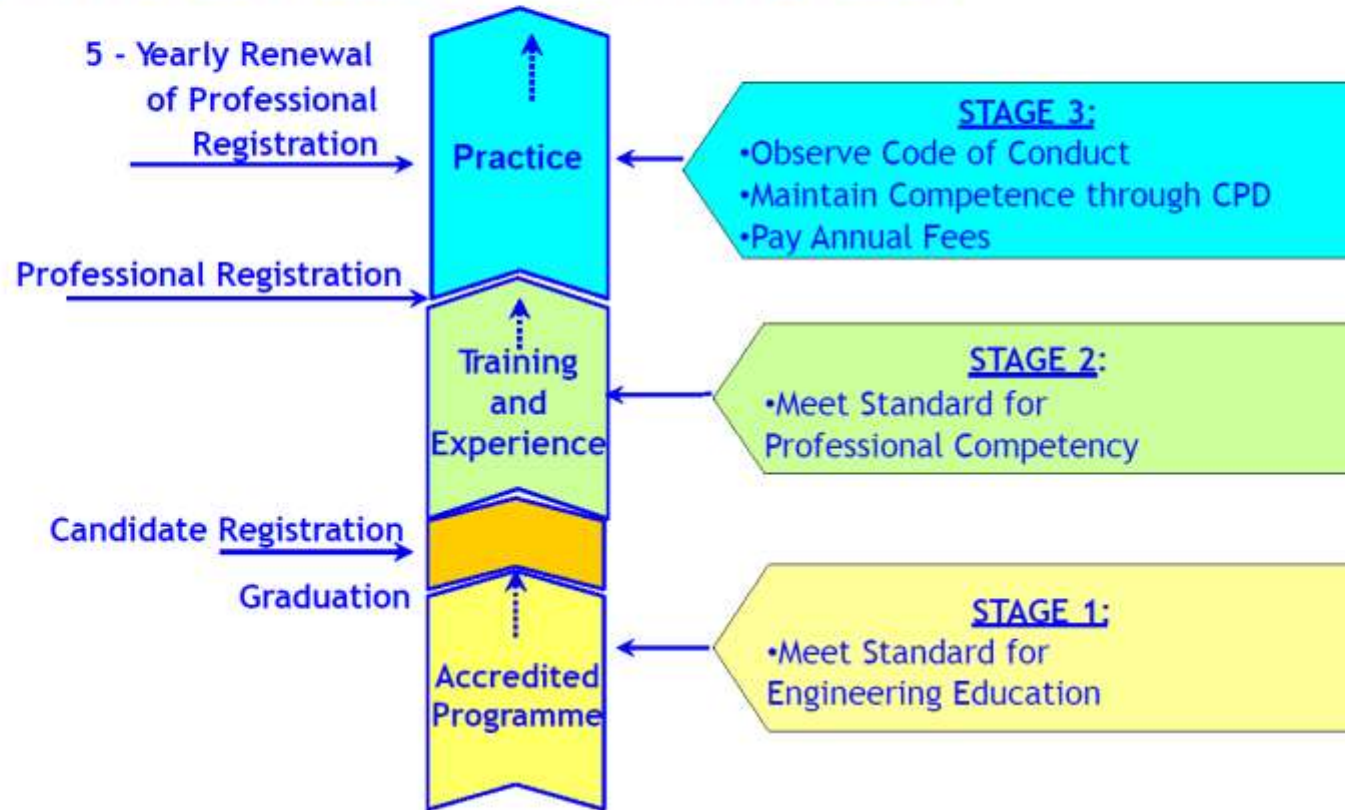 5 - Yearly Renewal
of Professional
Registration
Practice
STAGE 3:
•Observe Code of Conduct
•Maintain Competence through CPD
•Pay Annual Fees
Professional Registration
Training
and
Experience
STAGE 2:
•Meet Standard for
Professional Competency
Candidate Registration
Graduation
Accredited
Programme
STAGE 1:
•Meet Standard for
Engineering Education